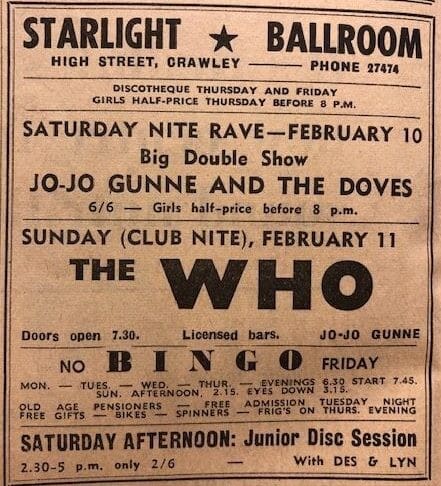 STARLIGHT ★ BALLROOM
HIGH STREET, CRAWLEY — PHONE 27474
DISCOTHEQUE THURSDAY AND FRIDAY
GIRLS HALF-PRICE THURSDAY BEFORE 8 P.M.
SATURDAY NITE RAVE—FEBRUARY 10
Big Double Show
JO-JO GUNNE AND THE DOVES
6/6 — Girls half-price before 8 p.m.
SUNDAY (CLUB NITE), FEBRUARY 11
THE WHO
Doors open 7.30. Licensed bars. JO-JO GUNNE
NO BINGO FRIDAY
MON. — TUES. — WED. — THUR. — EVENINGS 6.30 START 7.45.
SUN. AFTERNOON, 2.15. EYES DOWN 3.15.
OLD AGE PENSIONERS — FREE ADMISSION TUESDAY NIGHT
FREE GIFTS — BIKES — SPINNERS — FRIG'S ON THURS. EVENING
SATURDAY AFTERNOON: Junior Disc Session
2.30-5 p.m. only 2/6 — With DES & LYN